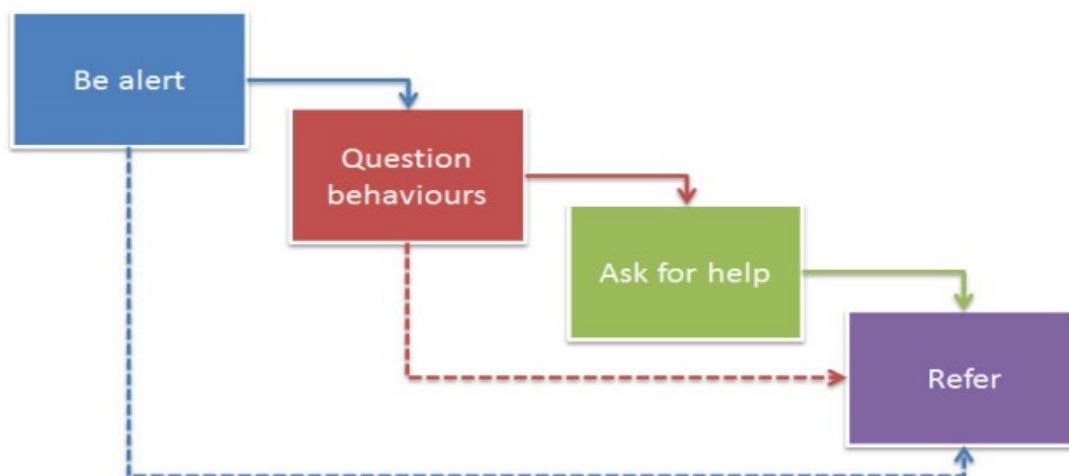 Be alert
Question
behaviours
Ask for help
Refer